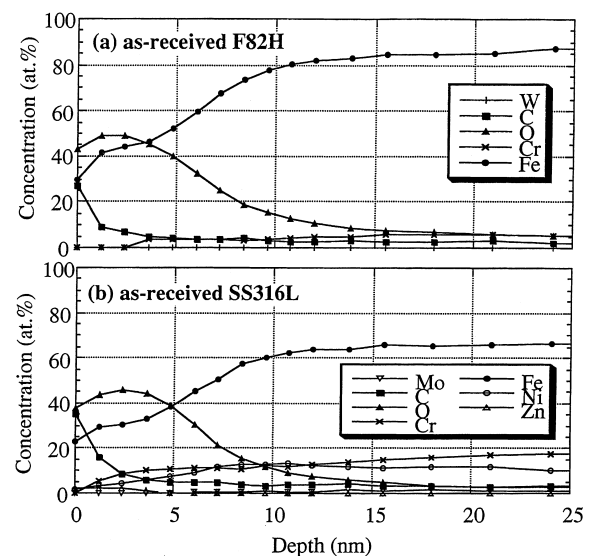 100
(a) as-received F82H
80
60
40
20
0
Concentration (at.%)
W
C
O
Cr
Fe
100
(b) as-received SS316L
80
60
40
20
0
Concentration (at.%)
Mo
C
O
Cr
Fe
Ni
Zn
0 5 10 15 20 25
Depth (nm)